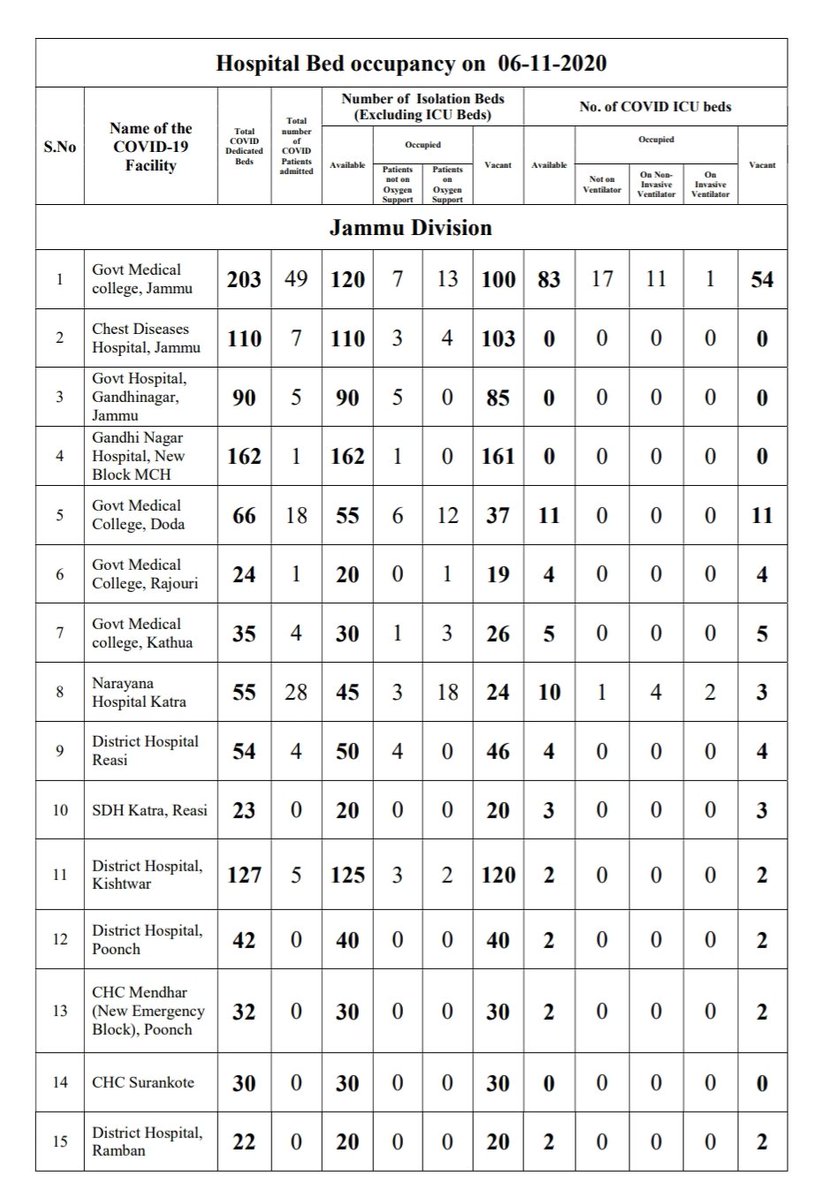 Hospital Bed occupancy on 06-11-2020
S.No
Name of the
COVID-19
Facility
Total
COVID
Dedicated
Beds
Total
number
of
COVID
Patients
admitted
Number of Isolation Beds
(Excluding ICU Beds)
No. of COVID ICU beds
Available
Occupied
Vacant
Available
Occupied
Vacant
Patients
not on
Oxygen
Support
Patients
on
Oxygen
Support
Not on
Ventilator
On Non-
Invasive
Ventilator
On
Invasive
Ventilator
Jammu Division
1 Govt Medical
college, Jammu 203 49 120 7 13 100 83 17 11 1 54
2 Chest Diseases
Hospital, Jammu 110 7 110 3 4 103 0 0 0 0 0
3 Govt Hospital,
Gandhinagar,
Jammu 90 5 90 5 0 85 0 0 0 0 0
4 Gandhi Nagar
Hospital, New
Block MCH 162 1 162 1 0 161 0 0 0 0 0
5 Govt Medical
College, Doda 66 18 55 6 12 37 11 0 0 0 11
6 Govt Medical
College, Rajouri 24 1 20 0 1 19 4 0 0 0 4
7 Govt Medical
college, Kathua 35 4 30 1 3 26 5 0 0 0 5
8 Narayana
Hospital Katra 55 28 45 3 18 24 10 1 4 2 3
9 District Hospital
Reasi 54 4 50 4 0 46 4 0 0 0 4
10 SDH Katra, Reasi 23 0 20 0 0 20 3 0 0 0 3
11 District Hospital,
Kishtwar 127 5 125 3 2 120 2 0 0 0 2
12 District Hospital,
Poonch 42 0 40 0 0 40 2 0 0 0 2
13 CHC Mendhar
(New Emergency
Block), Poonch 32 0 30 0 0 30 2 0 0 0 2
14 CHC Surankote 30 0 30 0 0 30 0 0 0 0 0
15 District Hospital,
Ramban 22 0 20 0 0 20 2 0 0 0 2